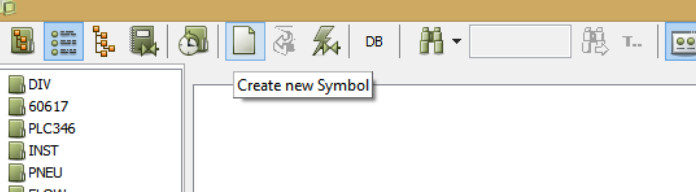 DB
T..
Create new Symbol
DIV
60617
PLC346
INST
PNEU